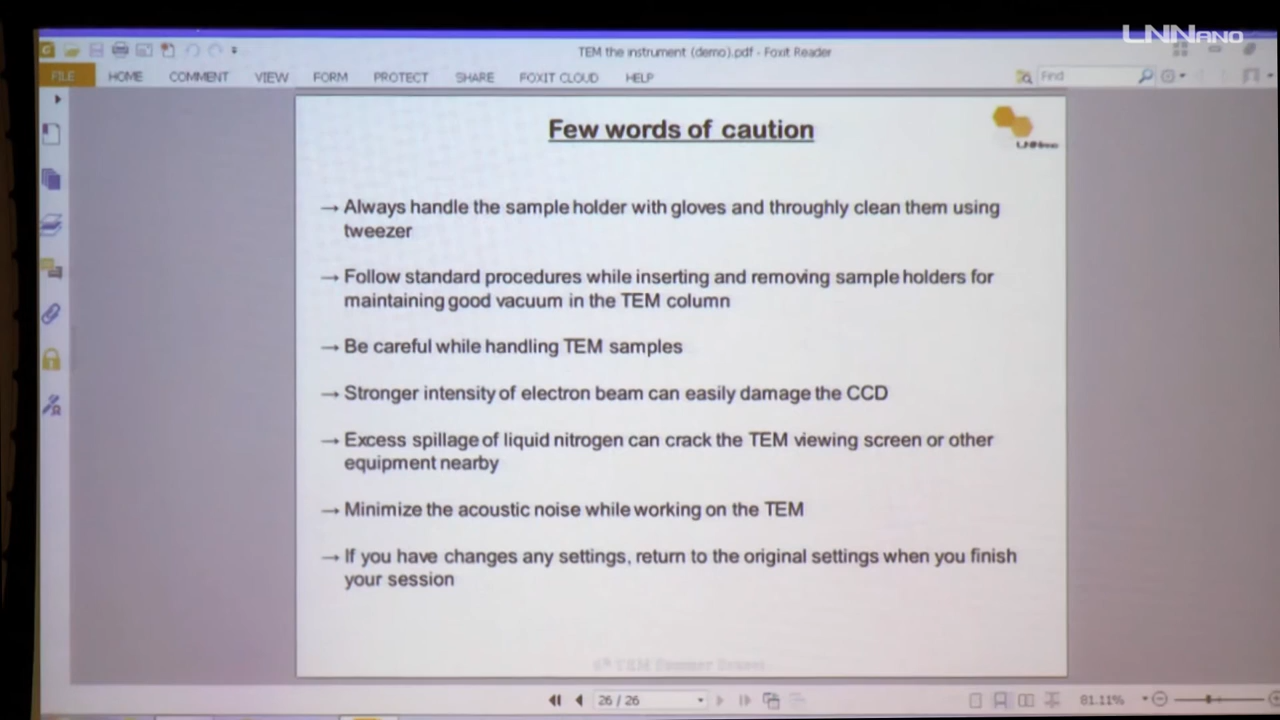 LNNANO
TEM the instrument (demo).pdf - Foxit Reader
FILE HOME COMMENT VIEW FORM PROTECT SHARE FOXIT CLOUD HELP
Find
Few words of caution
→ Always handle the sample holder with gloves and throughly clean them using
tweezer
→ Follow standard procedures while inserting and removing sample holders for
maintaining good vacuum in the TEM column
→ Be careful while handling TEM samples
→ Stronger intensity of electron beam can easily damage the CCD
→ Excess spillage of liquid nitrogen can crack the TEM viewing screen or other
equipment nearby
→ Minimize the acoustic noise while working on the TEM
→ If you have changes any settings, return to the original settings when you finish
your session
26 / 26
81.11%